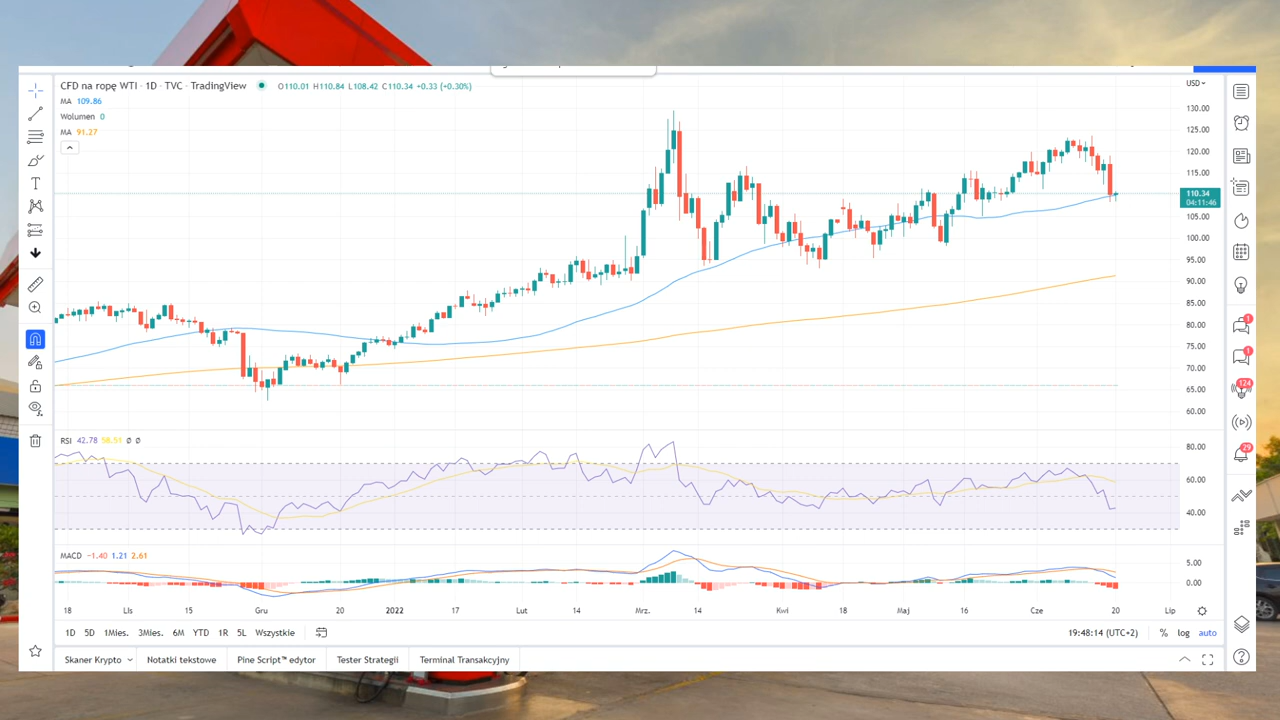 CFD na ropę WTI · 1D · TVC · TradingView O110.01 H110.84 L108.42 C110.34 +0.33 (+0.30%)
USD
MA 109.86
Wolumen 0
MA 91.27
130.00
125.00
120.00
115.00
110.34
04:11:46
105.00
100.00
95.00
90.00
85.00
80.00
75.00
70.00
65.00
60.00
RSI 42.78 58.51 Ø Ø
80.00
60.00
40.00
MACD −1.40 1.21 2.61
5.00
0.00
18 Lis 15 Gru 20 2022 17 Lut 14 Mrz. 14 Kwi 18 Maj 16 Cze 20 Lip
1D 5D 1Mies. 3Mies. 6M YTD 1R 5L Wszystkie
19:48:14 (UTC+2) % log auto
Skaner Krypto Notatki tekstowe Pine Script™ edytor Tester Strategii Terminal Transakcyjny
1
1
124
29